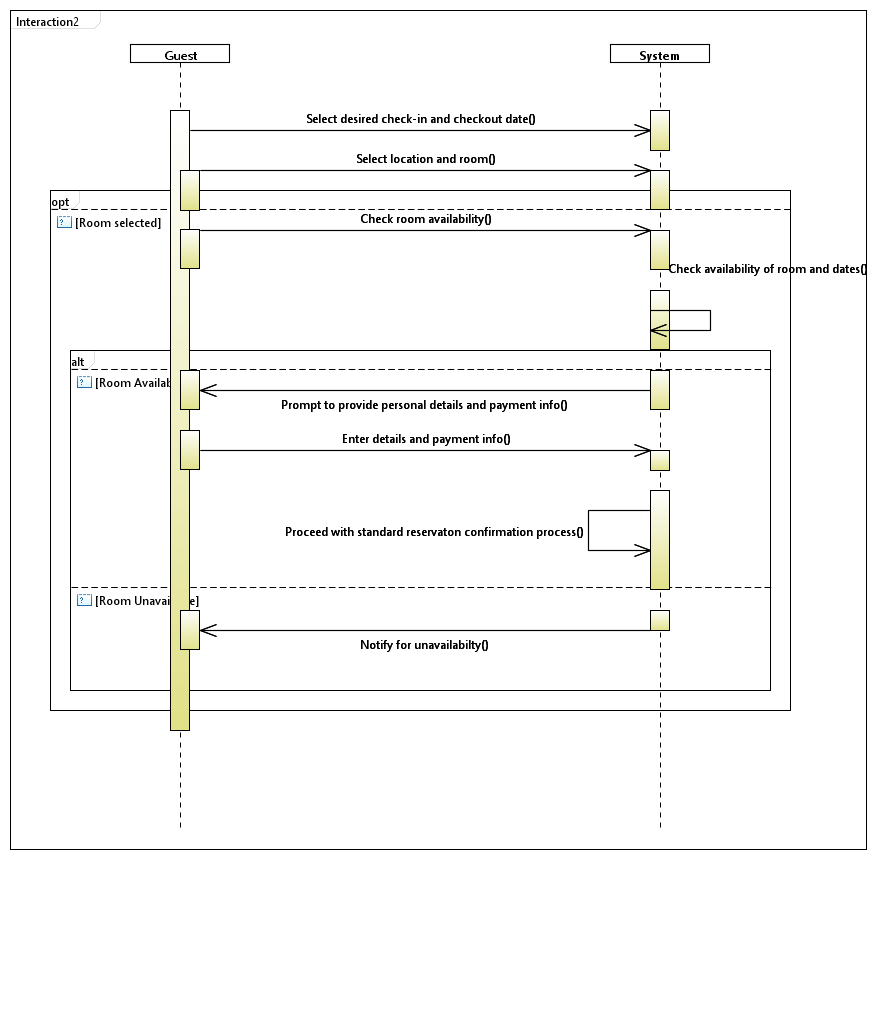 Interaction2
Guest
System
Select desired check-in and checkout date()
Select location and room()
opt
[Room selected]
Check room availability()
Check availability of room and dates()
alt
[Room Availab
Prompt to provide personal details and payment info()
Enter details and payment info()
Proceed with standard reservaton confirmation process()
[Room Unavai e]
Notify for unavailabilty()